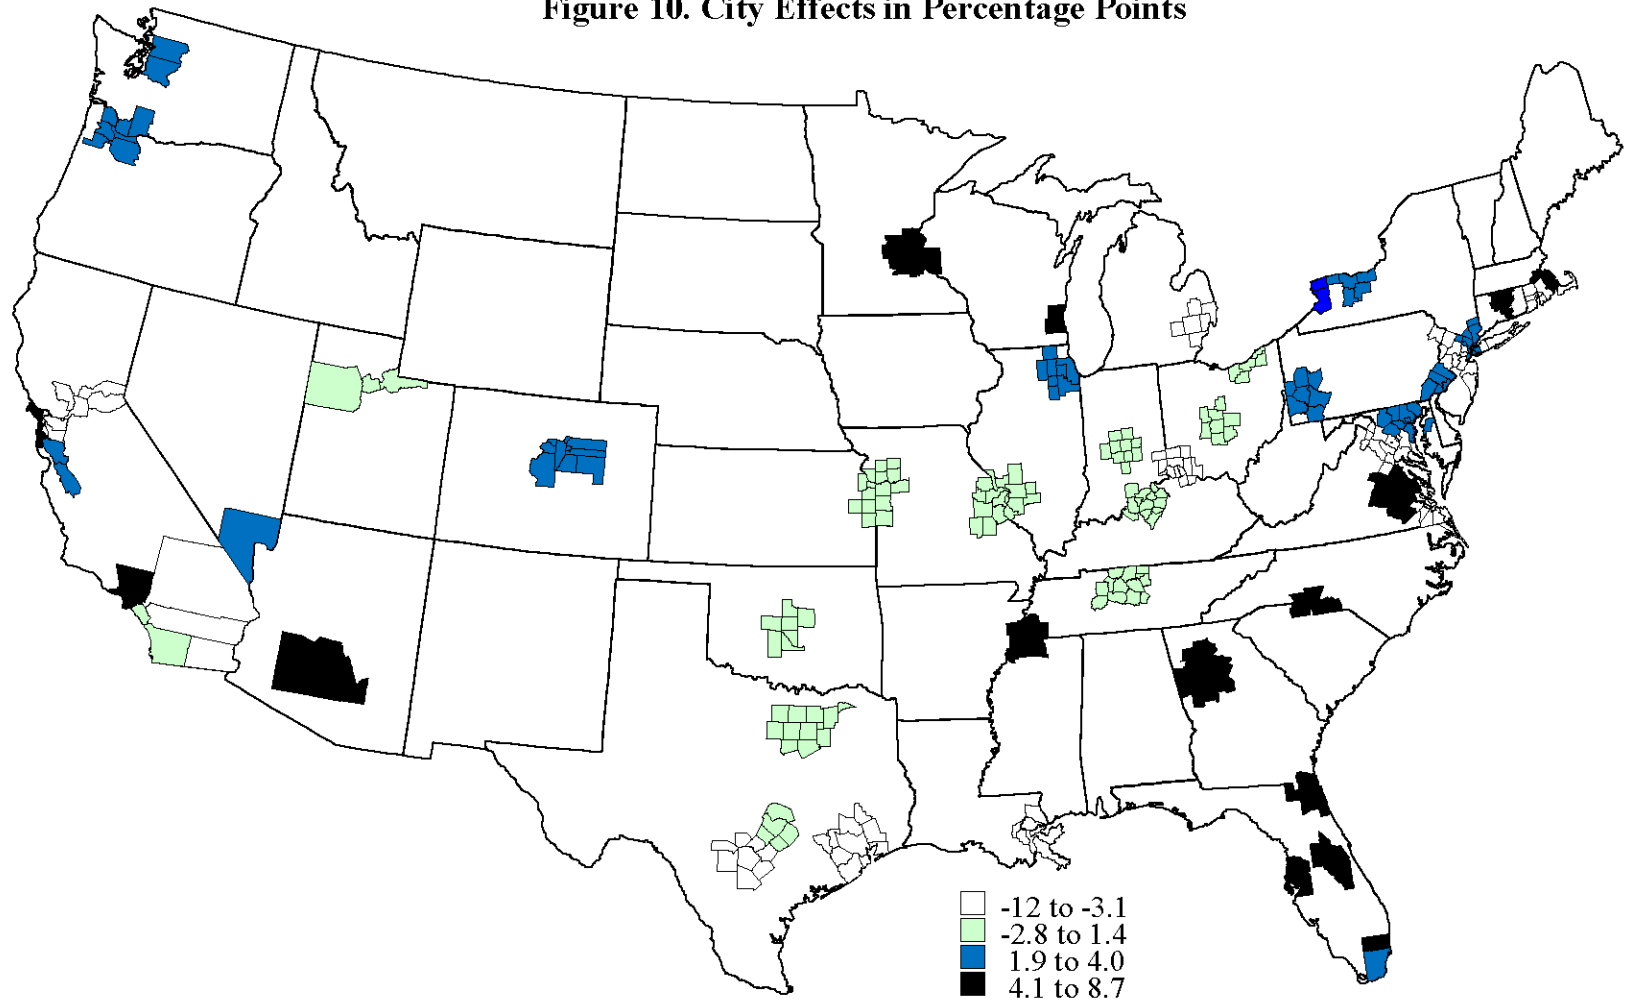 Figure 10. City Effects in Percentage Points
-12 to -3.1
-2.8 to 1.4
1.9 to 4.0
4.1 to 8.7